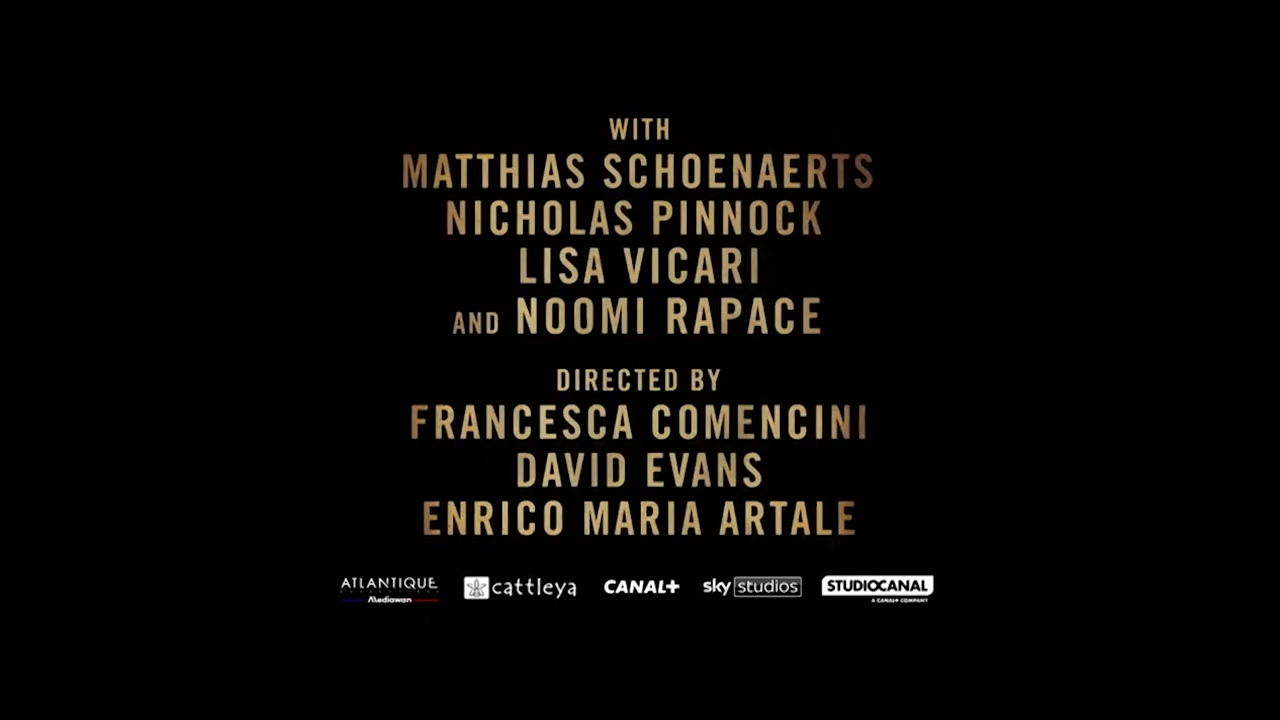 WITH
MATTHIAS SCHOENAERTS
NICHOLAS PINNOCK
LISA VICARI
AND NOOMI RAPACE
DIRECTED BY
FRANCESCA COMENCINI
DAVID EVANS
ENRICO MARIA ARTALE
ATLANTIQUE cattleya CANAL+ sky studios STUDIOCANAL
Mediawan A CANAL+ COMPANY